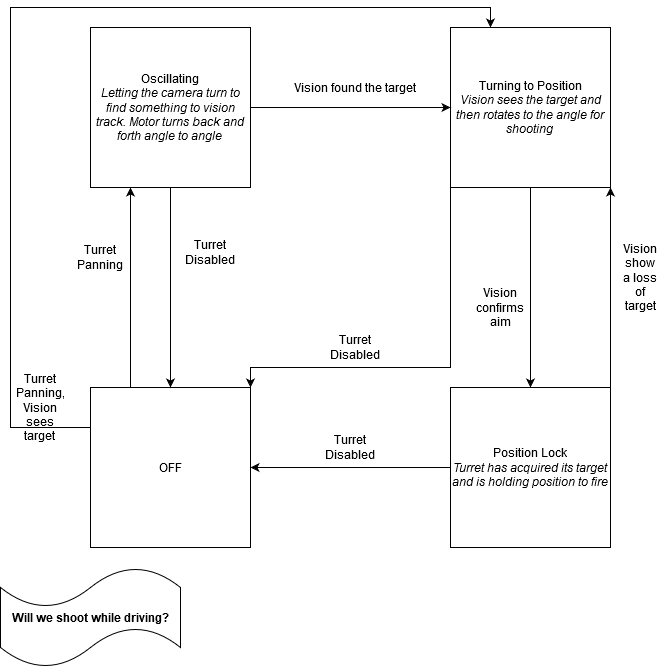 Oscillating
Letting the camera turn to
find something to vision
track. Motor turns back and
forth angle to angle
Vision found the target
Turning to Position
Vision sees the target and
then rotates to the angle for
shooting
Turret
Panning
Turret
Disabled
Vision
confirms
aim
Vision
show
a loss
of
target
Turret
Disabled
Turret
Panning,
Vision
sees
target
OFF
Turret
Disabled
Position Lock
Turret has acquired its target
and is holding position to fire
Will we shoot while driving?